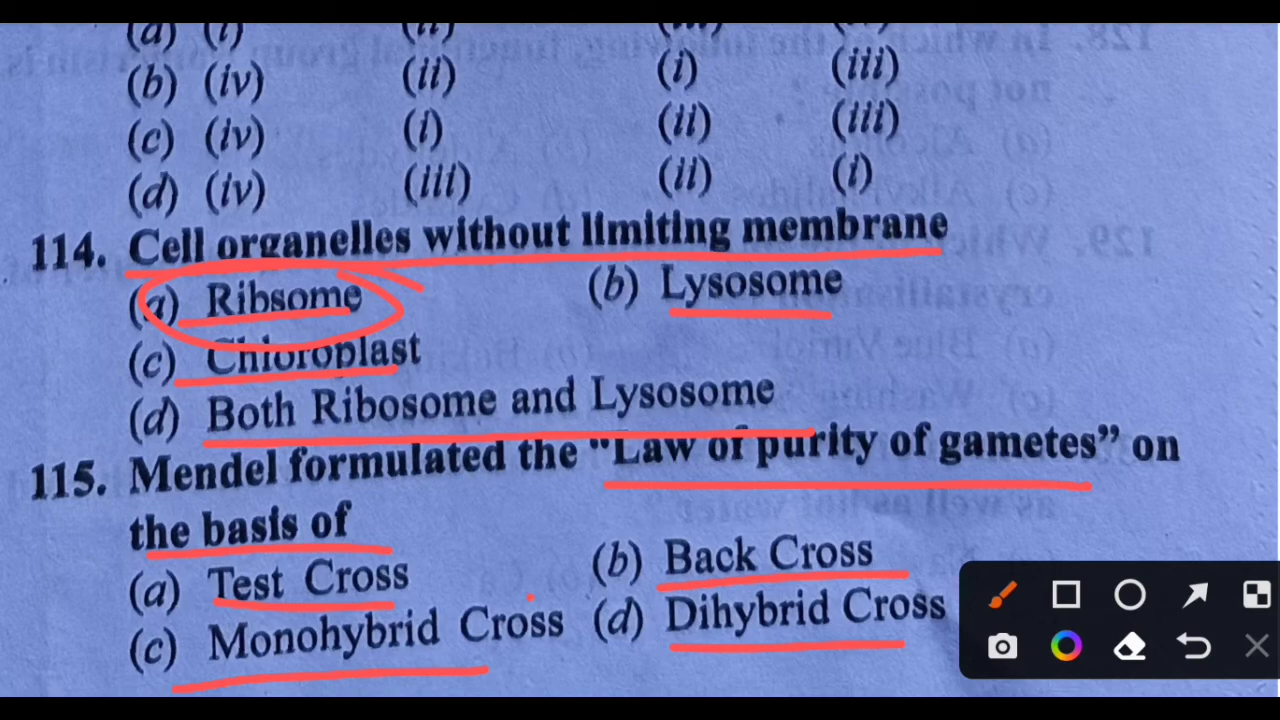 (a) (i) (ii) (iii)
(b) (iv) (ii) (i) (iii)
(c) (iv) (i) (ii) (iii)
(d) (iv) (iii) (ii) (i)
114. Cell organelles without limiting membrane
(a) Ribsome (b) Lysosome
(c) Chloroplast
(d) Both Ribosome and Lysosome
115. Mendel formulated the "Law of purity of gametes" on
the basis of
(a) Test Cross (b) Back Cross
(c) Monohybrid Cross (d) Dihybrid Cross